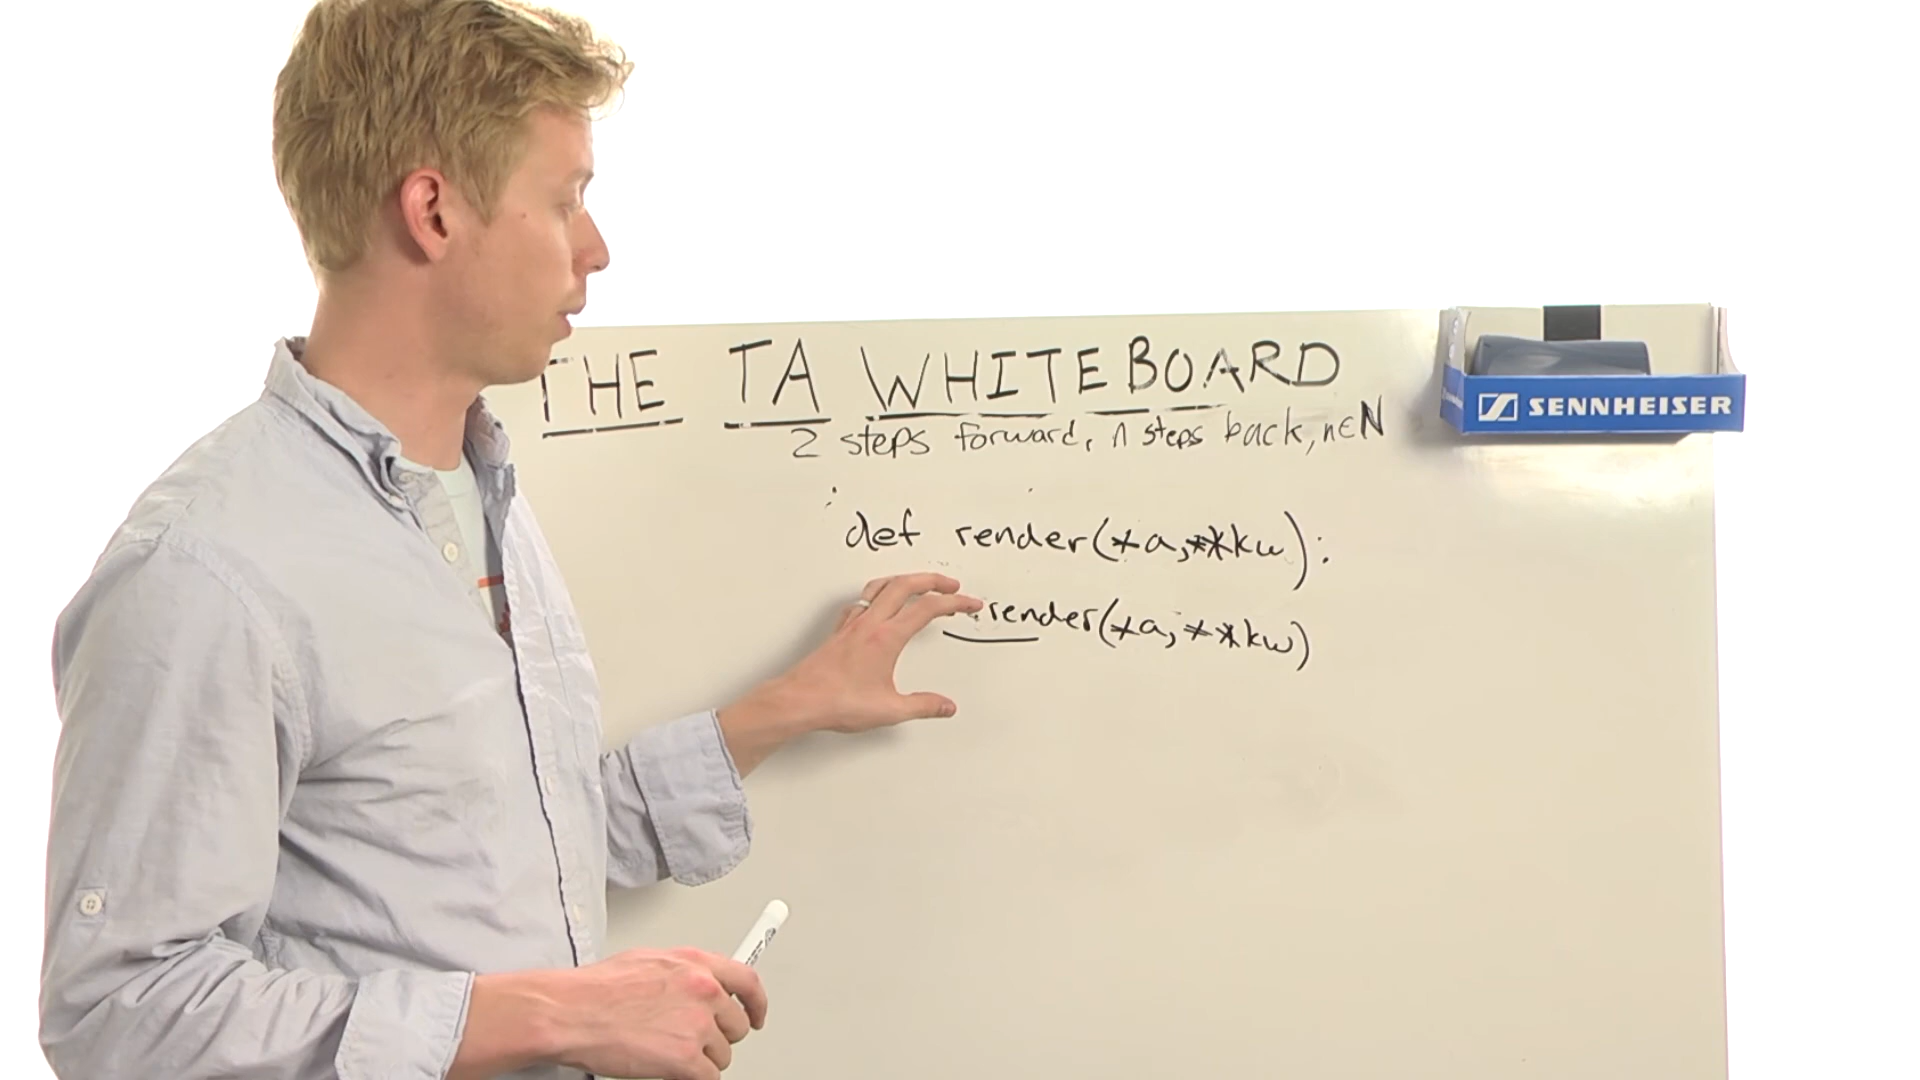 THE TA WHITEBOARD
SENNHEISER
2 steps forward, n steps back, n∈N
def render(*a,**kw):
.render(*a, **kw)